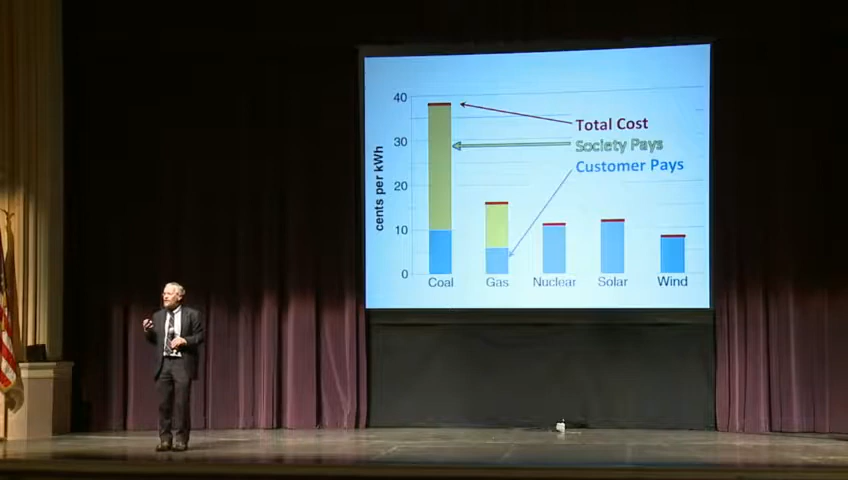 40
Total Cost
30
Society Pays
Customer Pays
20
cents per kWh
10
0
Coal Gas Nuclear Solar Wind